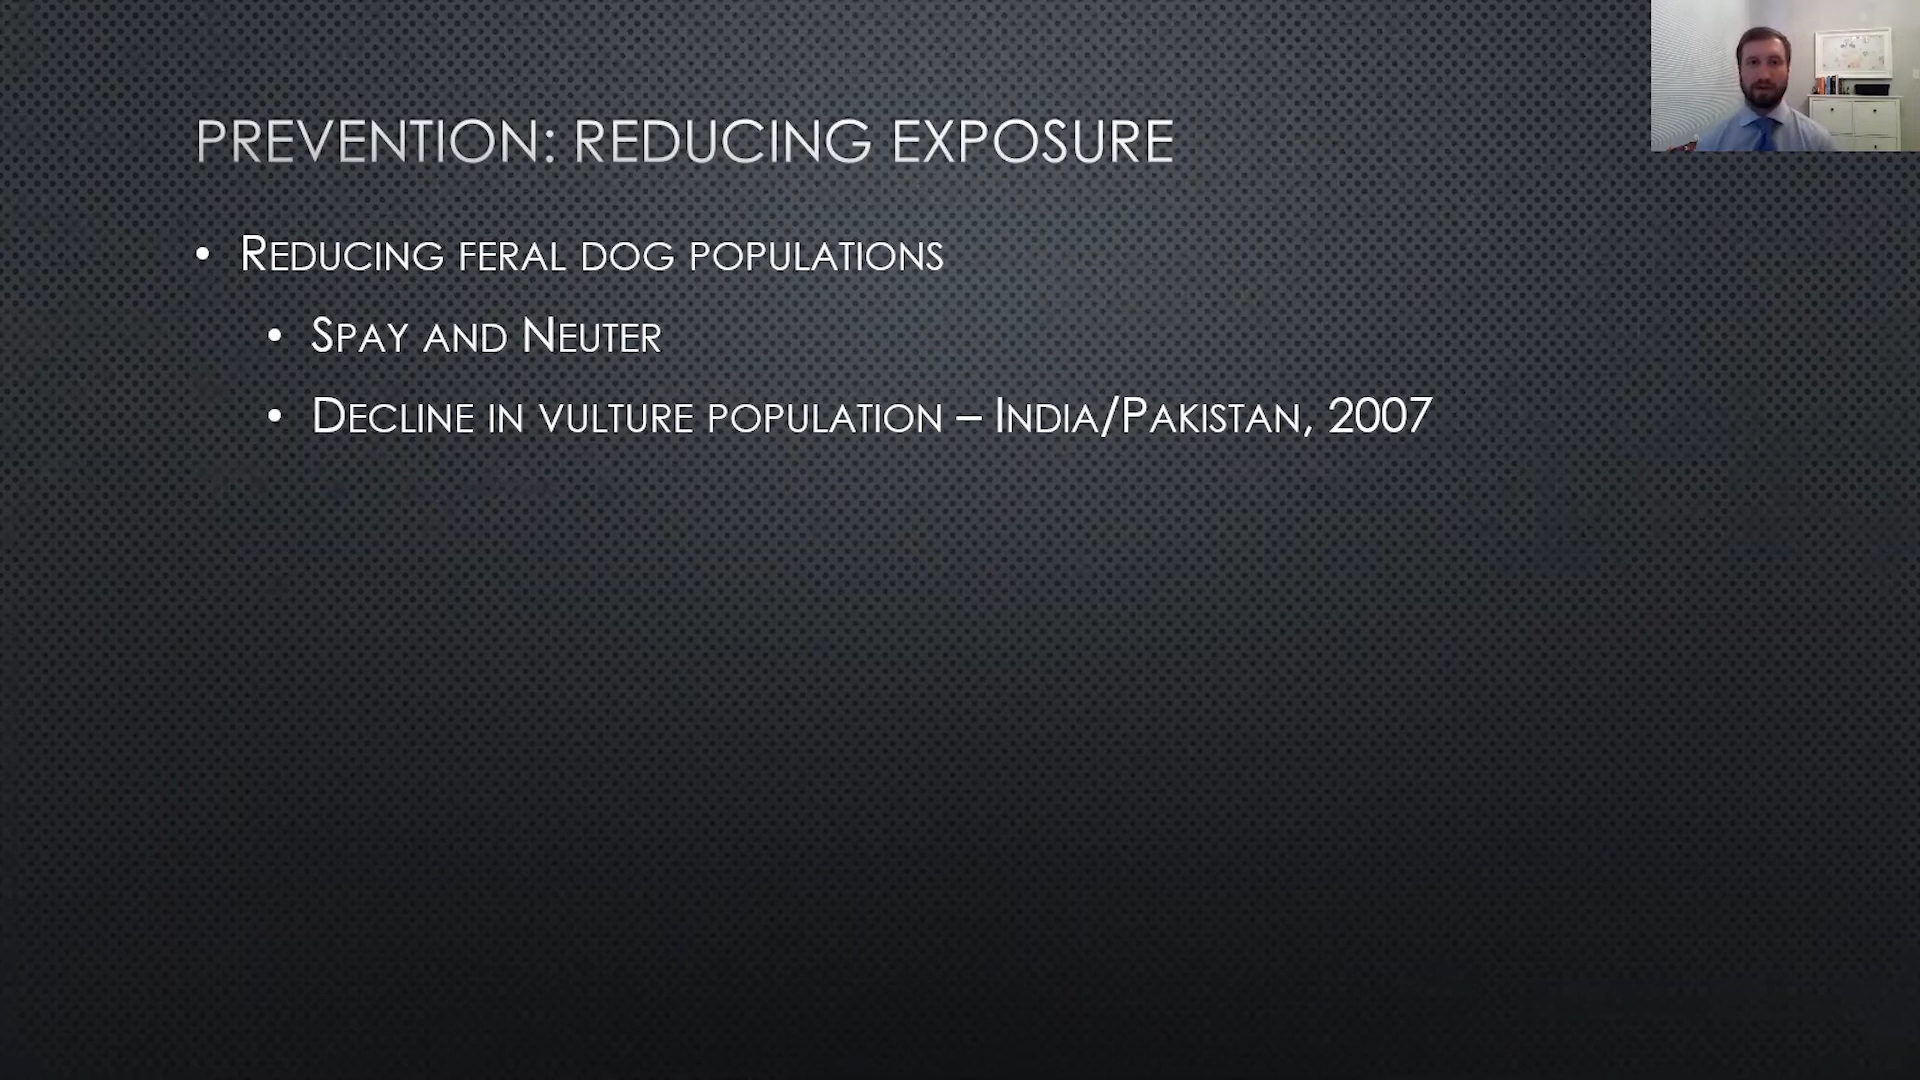 PREVENTION: REDUCING EXPOSURE
• REDUCING FERAL DOG POPULATIONS
• SPAY AND NEUTER
• DECLINE IN VULTURE POPULATION – INDIA/PAKISTAN, 2007